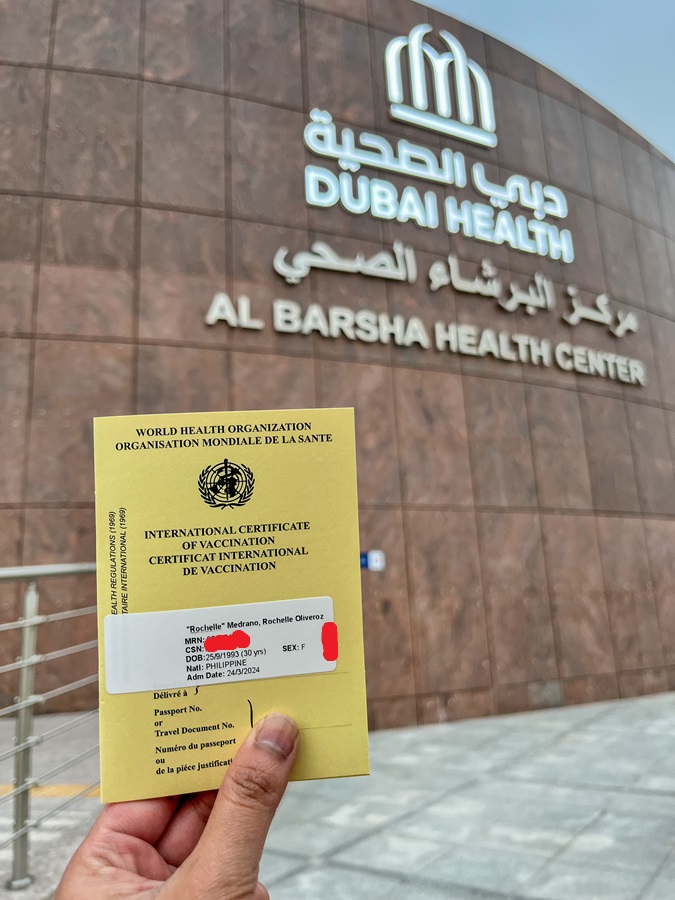 دبي الصحية
DUBAI HEALTH
مركز البرشاء الصحي
AL BARSHA HEALTH CENTER
WORLD HEALTH ORGANIZATION
ORGANISATION MONDIALE DE LA SANTE
INTERNATIONAL CERTIFICATE
OF VACCINATION
CERTIFICAT INTERNATIONAL
DE VACCINATION
EALTH REGULATIONS (1969)
TAIRE INTERNATIONAL (1969)
"Rochelle" Medrano, Rochelle Oliveroz
MRN:
CSN:
DOB:25/9/1993 (30 yrs) SEX: F
Natl: PHILIPPINE
Adm Date: 24/3/2024
Délivré à
Passport No.
or
Travel Document No.
Numéro du passeport
ou
de la piéce justificati